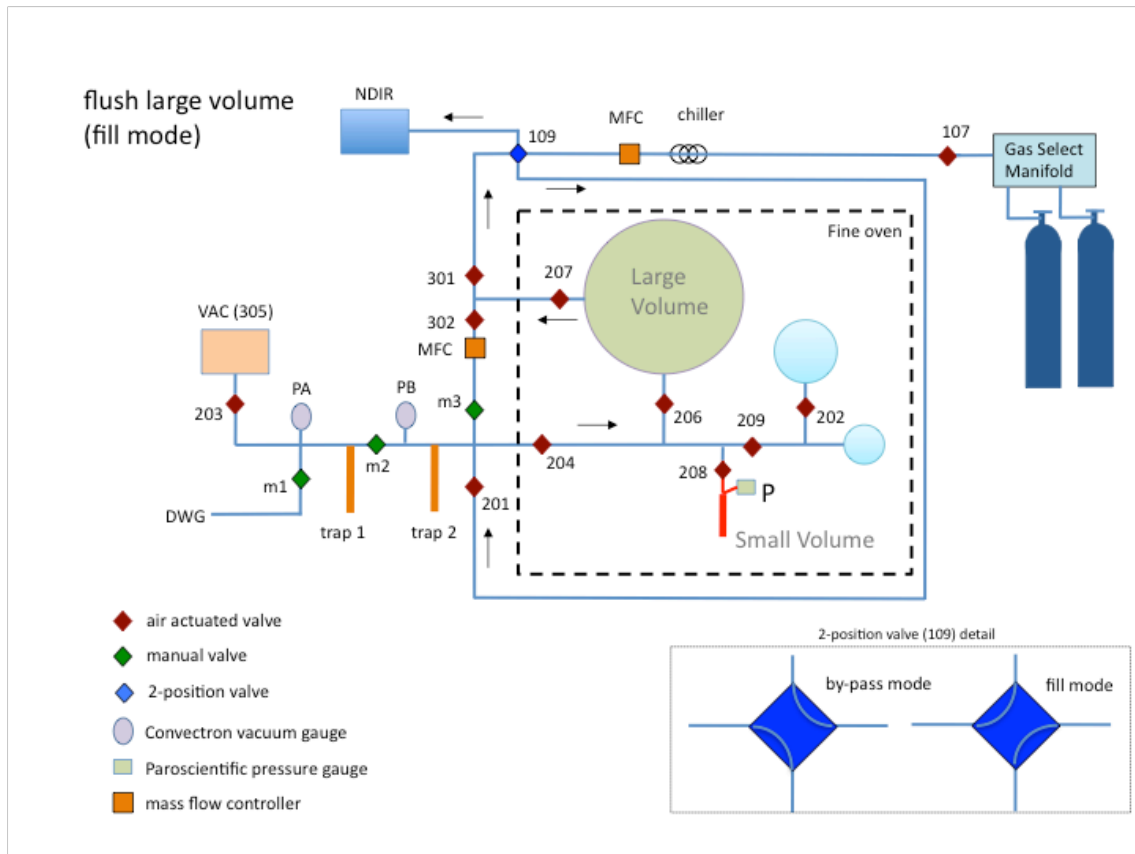 flush large volume
(fill mode)
NDIR
109
MFC
chiller
107
Gas Select
Manifold
Fine oven
301
207
Large
Volume
VAC (305)
302
MFC
PA
PB
m3
203
206
209
202
m2
204
m1
208
P
201
DWG
trap 1
trap 2
Small Volume
air actuated valve
manual valve
2-position valve
Convectron vacuum gauge
Paroscientific pressure gauge
mass flow controller
2-position valve (109) detail
by-pass mode
fill mode